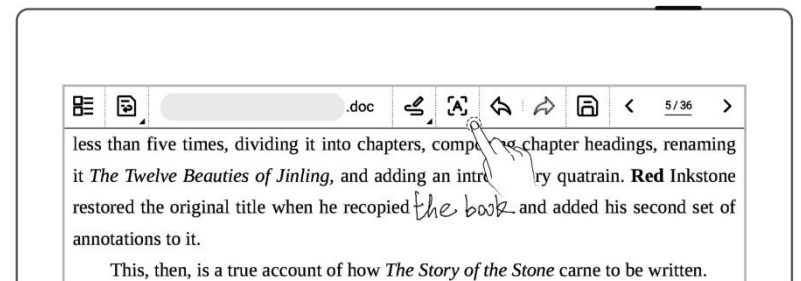 .doc A 5/36
less than five times, dividing it into chapters, chapter headings, renaming
it The Twelve Beauties of Jinling, and adding an quatrain. Red Inkstone
restored the original title when he recopied the book and added his second set of
annotations to it.
This, then, is a true account of how The Story of the Stone carne to be written.